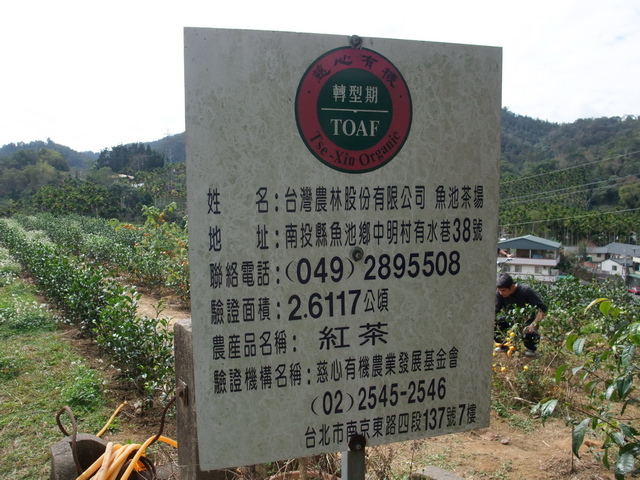 慈心有機
轉型期
TOAF
Tse-Xin Organic
姓 名：台灣農林股份有限公司 魚池茶場
地 址：南投縣魚池鄉中明村有水巷38號
聯絡電話：(049)2895508
驗證面積：2.6117公頃
農產品名稱： 紅茶
驗證機構名稱：慈心有機農業發展基金會
(02)2545-2546
台北市南京東路四段137號7樓